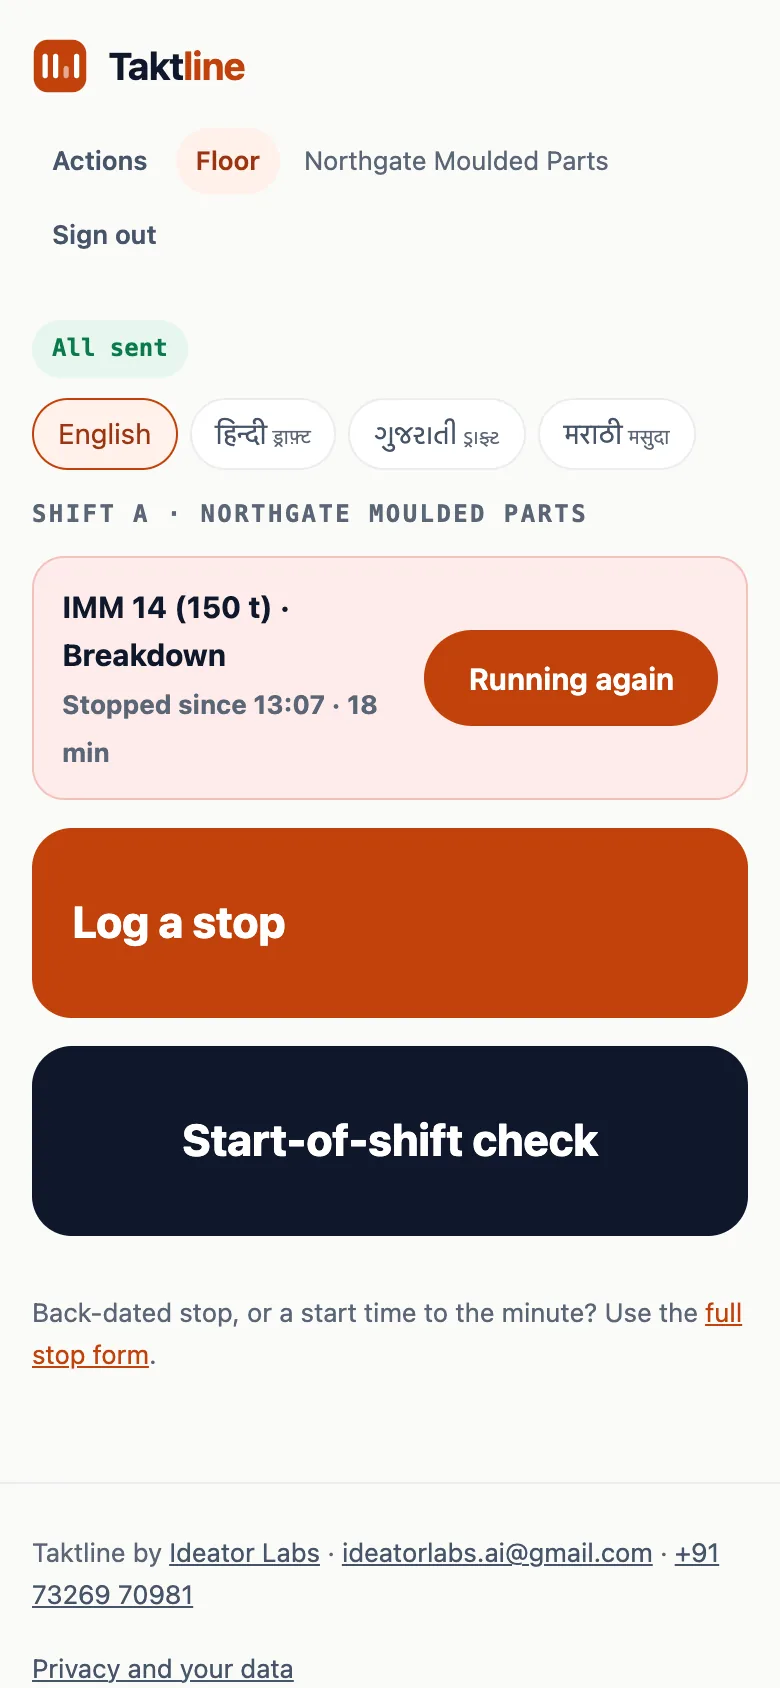 Taktline
Actions Floor Northgate Moulded Parts
Sign out
All sent
English हिन्दी ड्राफ़्ट ગુજરાતી ડ્રાફ્ટ मराठी मसुदा
SHIFT A · NORTHGATE MOULDED PARTS
IMM 14 (150 t) ·
Breakdown
Stopped since 13:07 · 18
min
Running again
Log a stop
Start-of-shift check
Back-dated stop, or a start time to the minute? Use the full
stop form.
Taktline by Ideator Labs · ideatorlabs.ai@gmail.com · +91
73269 70981
Privacy and your data